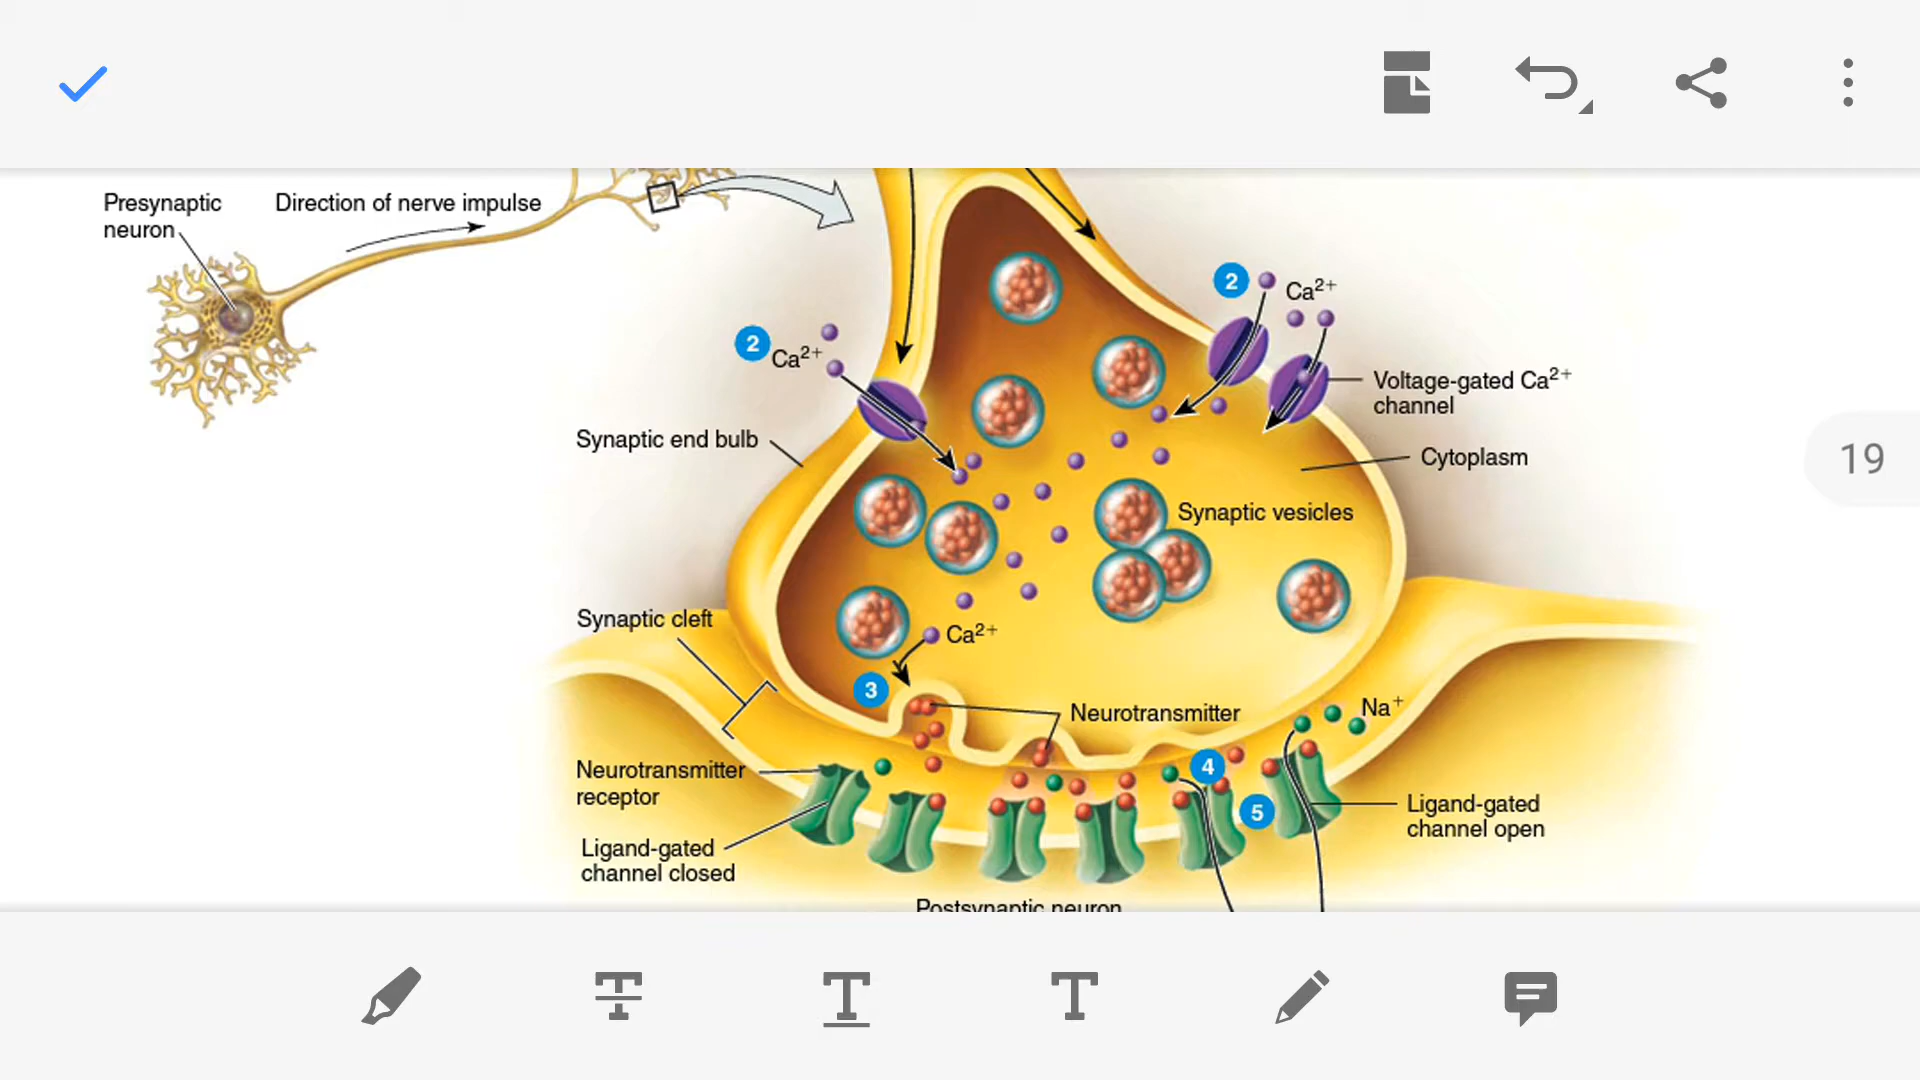 Presynaptic
neuron
Direction of nerve impulse
2
Ca2+
2
Ca2+
Voltage-gated Ca2+
channel
Synaptic end bulb
Cytoplasm
19
Synaptic vesicles
Synaptic cleft
Ca2+
3
Neurotransmitter
Na+
4
Neurotransmitter
receptor
5
Ligand-gated
channel open
Ligand-gated
channel closed
Postsynaptic neuron